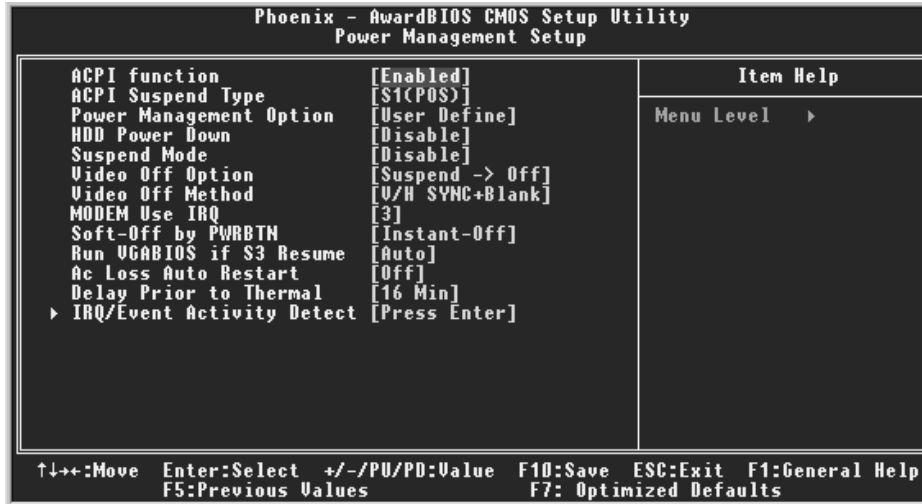 Phoenix - AwardBIOS CMOS Setup Utility
Power Management Setup
ACPI function [Enabled]
ACPI Suspend Type [S1(POS)]
Power Management Option [User Define]
HDD Power Down [Disable]
Suspend Mode [Disable]
Video Off Option [Suspend -> Off]
Video Off Method [V/H SYNC+Blank]
MODEM Use IRQ [3]
Soft-Off by PWRBTN [Instant-Off]
Run VGABIOS if S3 Resume [Auto]
Ac Loss Auto Restart [Off]
Delay Prior to Thermal [16 Min]
▶ IRQ/Event Activity Detect [Press Enter]
Item Help
Menu Level ▶
↑↓→←:Move Enter:Select +/-/PU/PD:Value F10:Save ESC:Exit F1:General Help
F5:Previous Values F7: Optimized Defaults